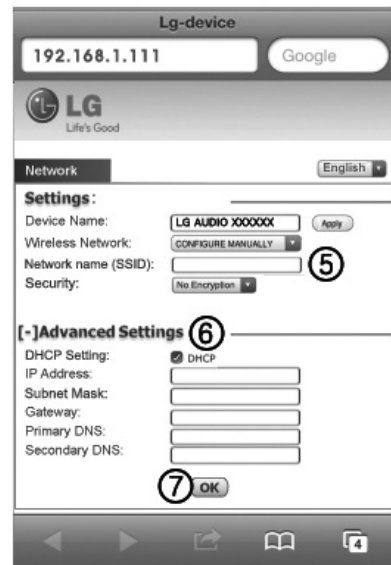 Lg-device
192.168.1.111 Google
LG
Life's Good
Network English
Settings:
Device Name: LG AUDIO XXXXXX Apply
Wireless Network: CONFIGURE MANUALLY
Network name (SSID): ⑤
Security: No Encryption
[-]Advanced Settings ⑥
DHCP Setting: DHCP
IP Address:
Subnet Mask:
Gateway:
Primary DNS:
Secondary DNS:
⑦ OK
4